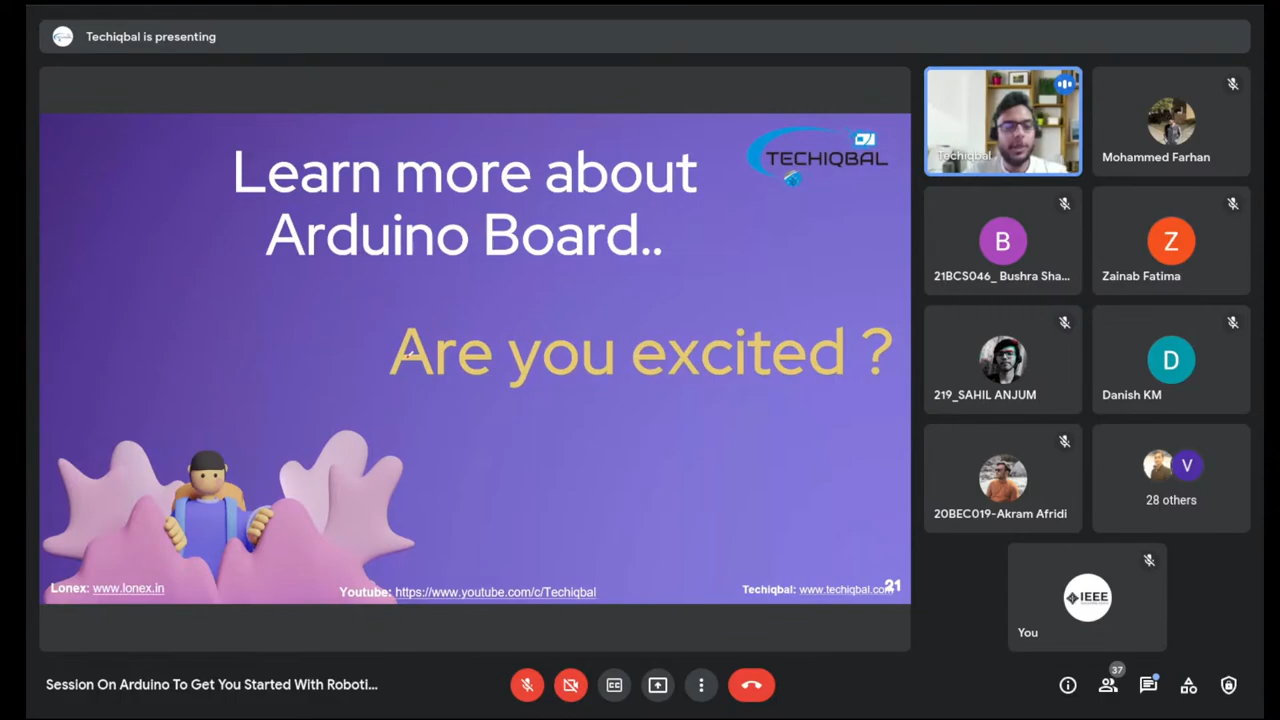 Techiqbal is presenting
Learn more about
Arduino Board..
TECHIQBAL
Are you excited ?
Lonex: www.lonex.in
Youtube: https://www.youtube.com/c/Techiqbal
Techiqbal: www.techiqbal.com
21
Techiqbal
Mohammed Farhan
B
21BCS046_ Bushra Sha...
Z
Zainab Fatima
219_SAHIL ANJUM
D
Danish KM
20BEC019-Akram Afridi
V
28 others
IEEE
You
Session On Arduino To Get You Started With Roboti...
CC
37